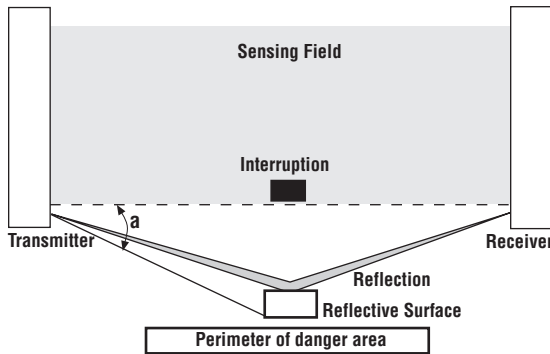 Sensing Field
Interruption
a
Transmitter
Receiver
Reflection
Reflective Surface
Perimeter of danger area